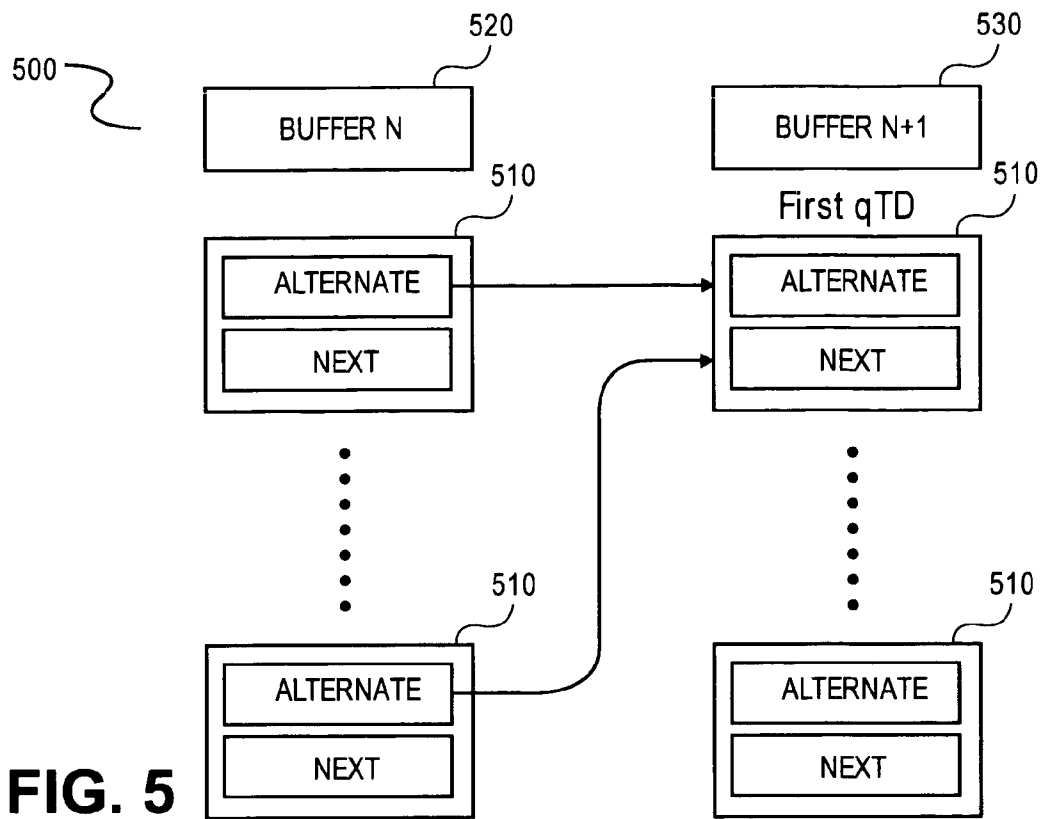 520
530
500
BUFFER N
BUFFER N+1
510
First qTD
510
ALTERNATE
ALTERNATE
NEXT
NEXT
510
510
ALTERNATE
ALTERNATE
NEXT
NEXT
FIG. 5